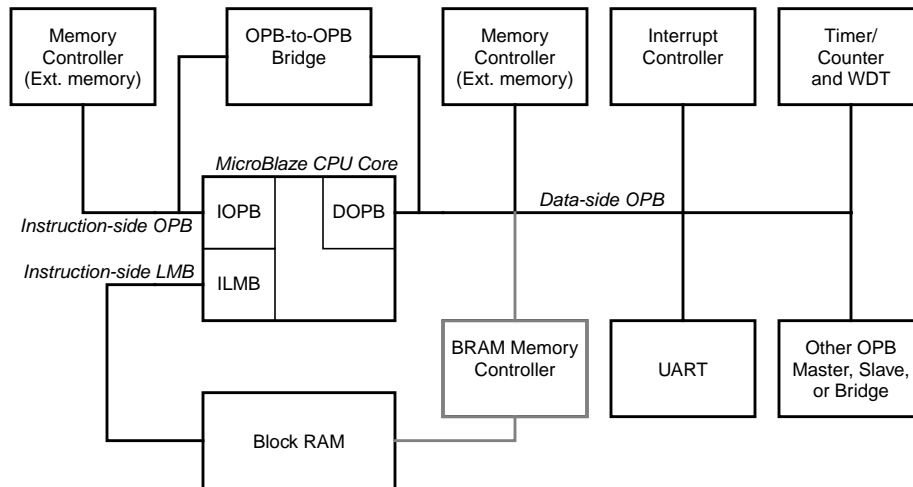 Memory
Controller
(Ext. memory)
OPB-to-OPB
Bridge
Memory
Controller
(Ext. memory)
Interrupt
Controller
Timer/
Counter
and WDT
MicroBlaze CPU Core
IOPB
DOPB
Data-side OPB
Instruction-side OPB
Instruction-side LMB
ILMB
BRAM Memory
Controller
UART
Other OPB
Master, Slave,
or Bridge
Block RAM